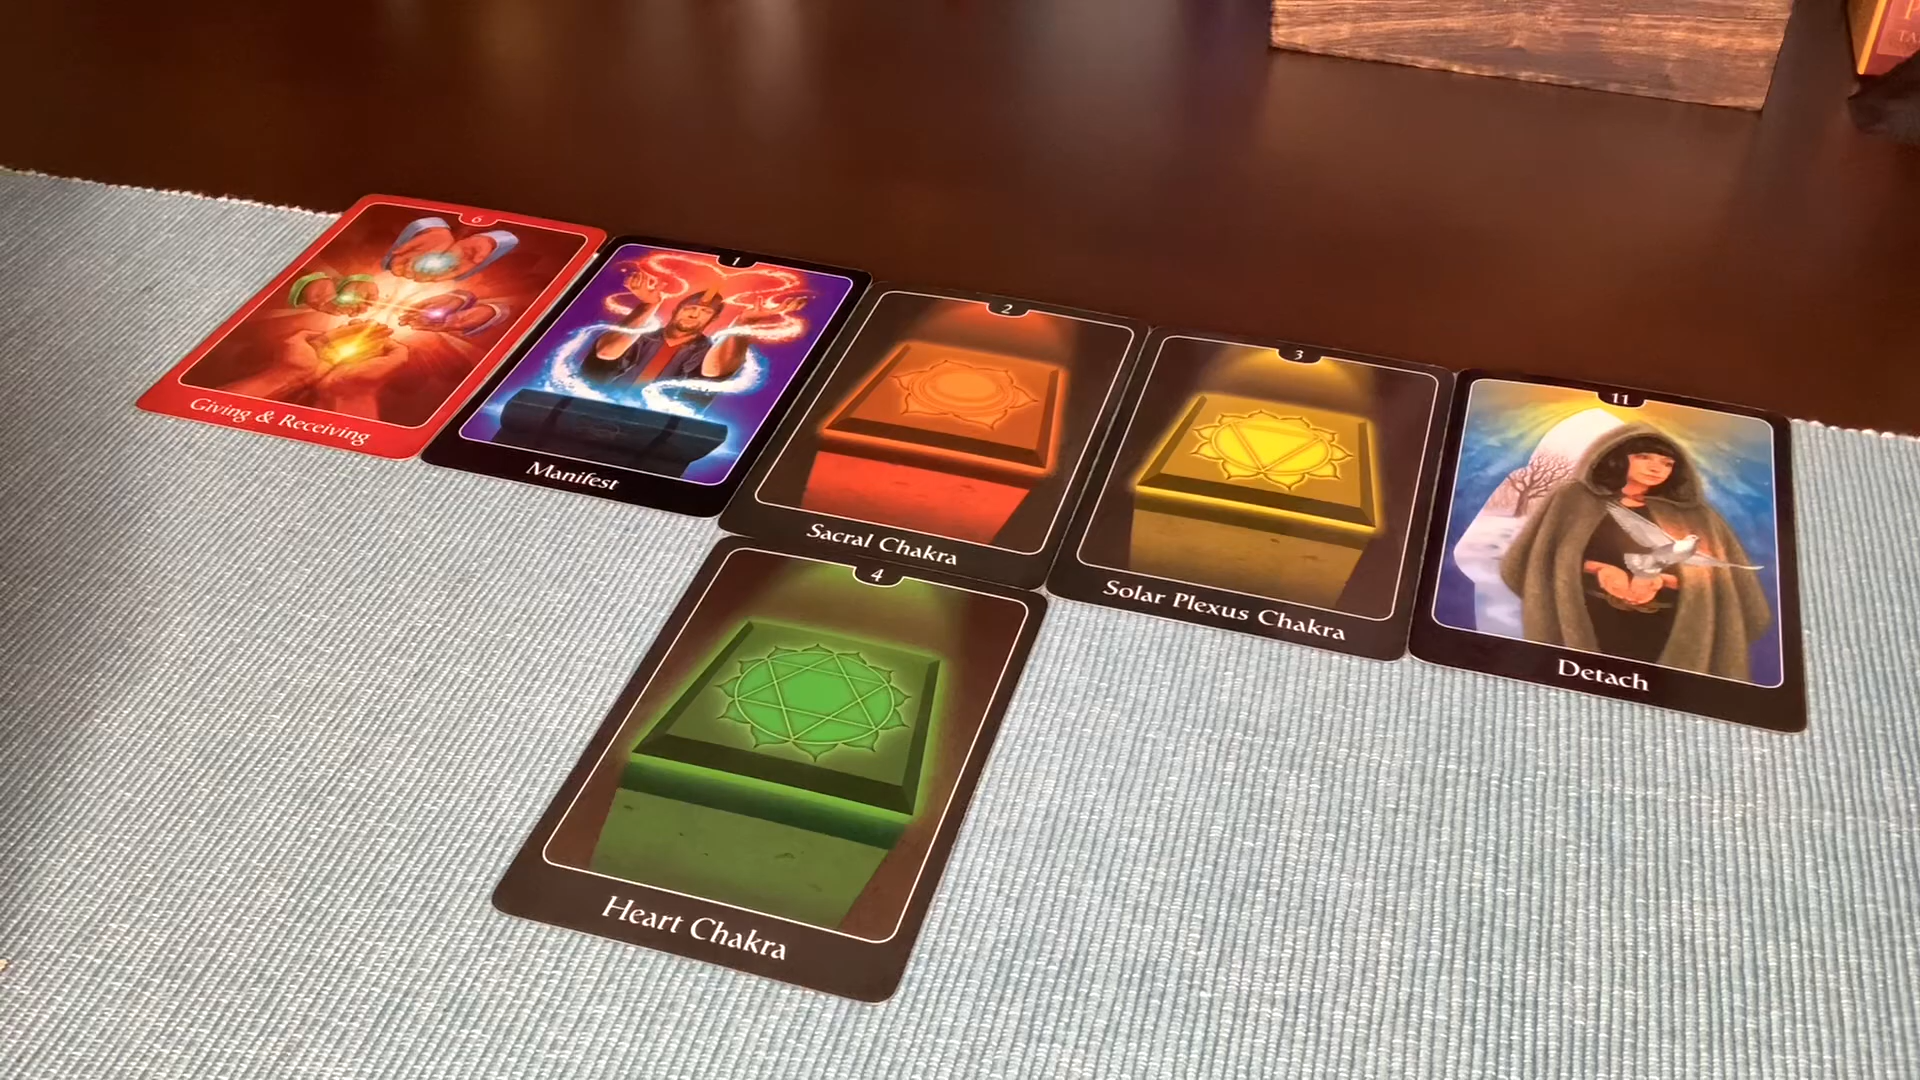 6
Giving & Receiving
1
Manifest
2
Sacral Chakra
3
Solar Plexus Chakra
11
Detach
4
Heart Chakra